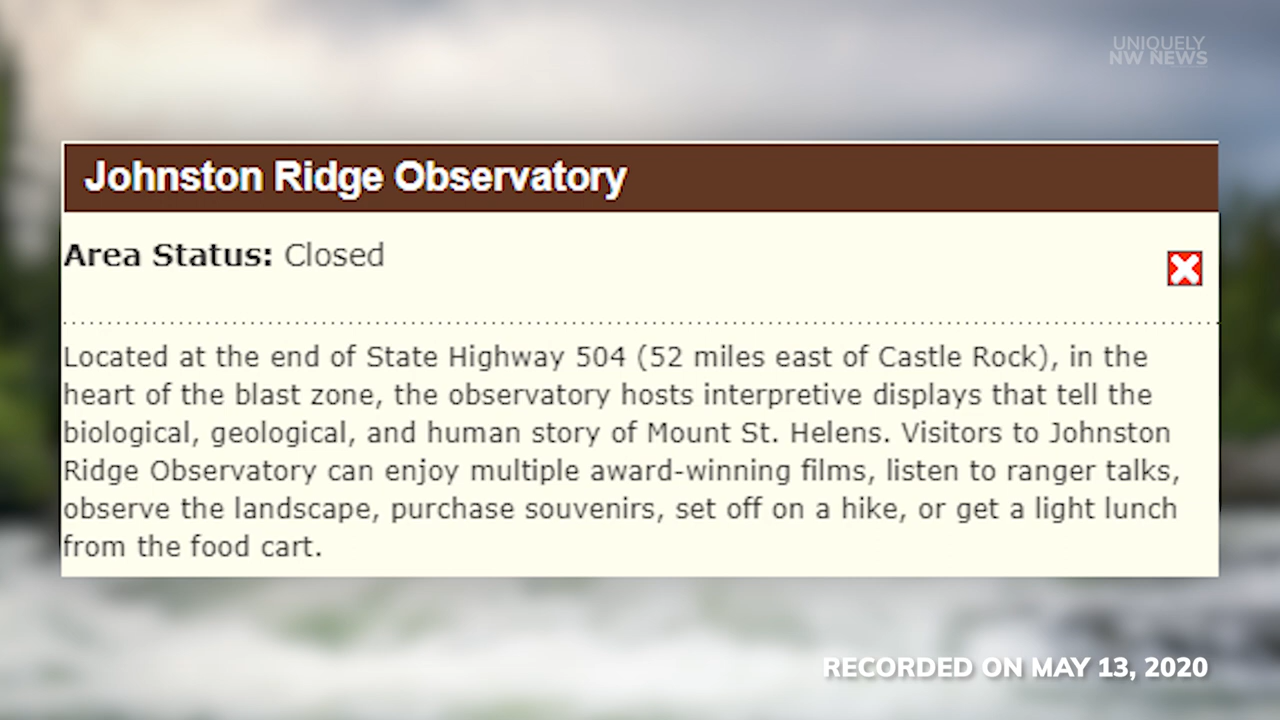 UNIQUELY
NW NEWS
Johnston Ridge Observatory
Area Status: Closed
Located at the end of State Highway 504 (52 miles east of Castle Rock), in the
heart of the blast zone, the observatory hosts interpretive displays that tell the
biological, geological, and human story of Mount St. Helens. Visitors to Johnston
Ridge Observatory can enjoy multiple award-winning films, listen to ranger talks,
observe the landscape, purchase souvenirs, set off on a hike, or get a light lunch
from the food cart.
RECORDED ON MAY 13, 2020